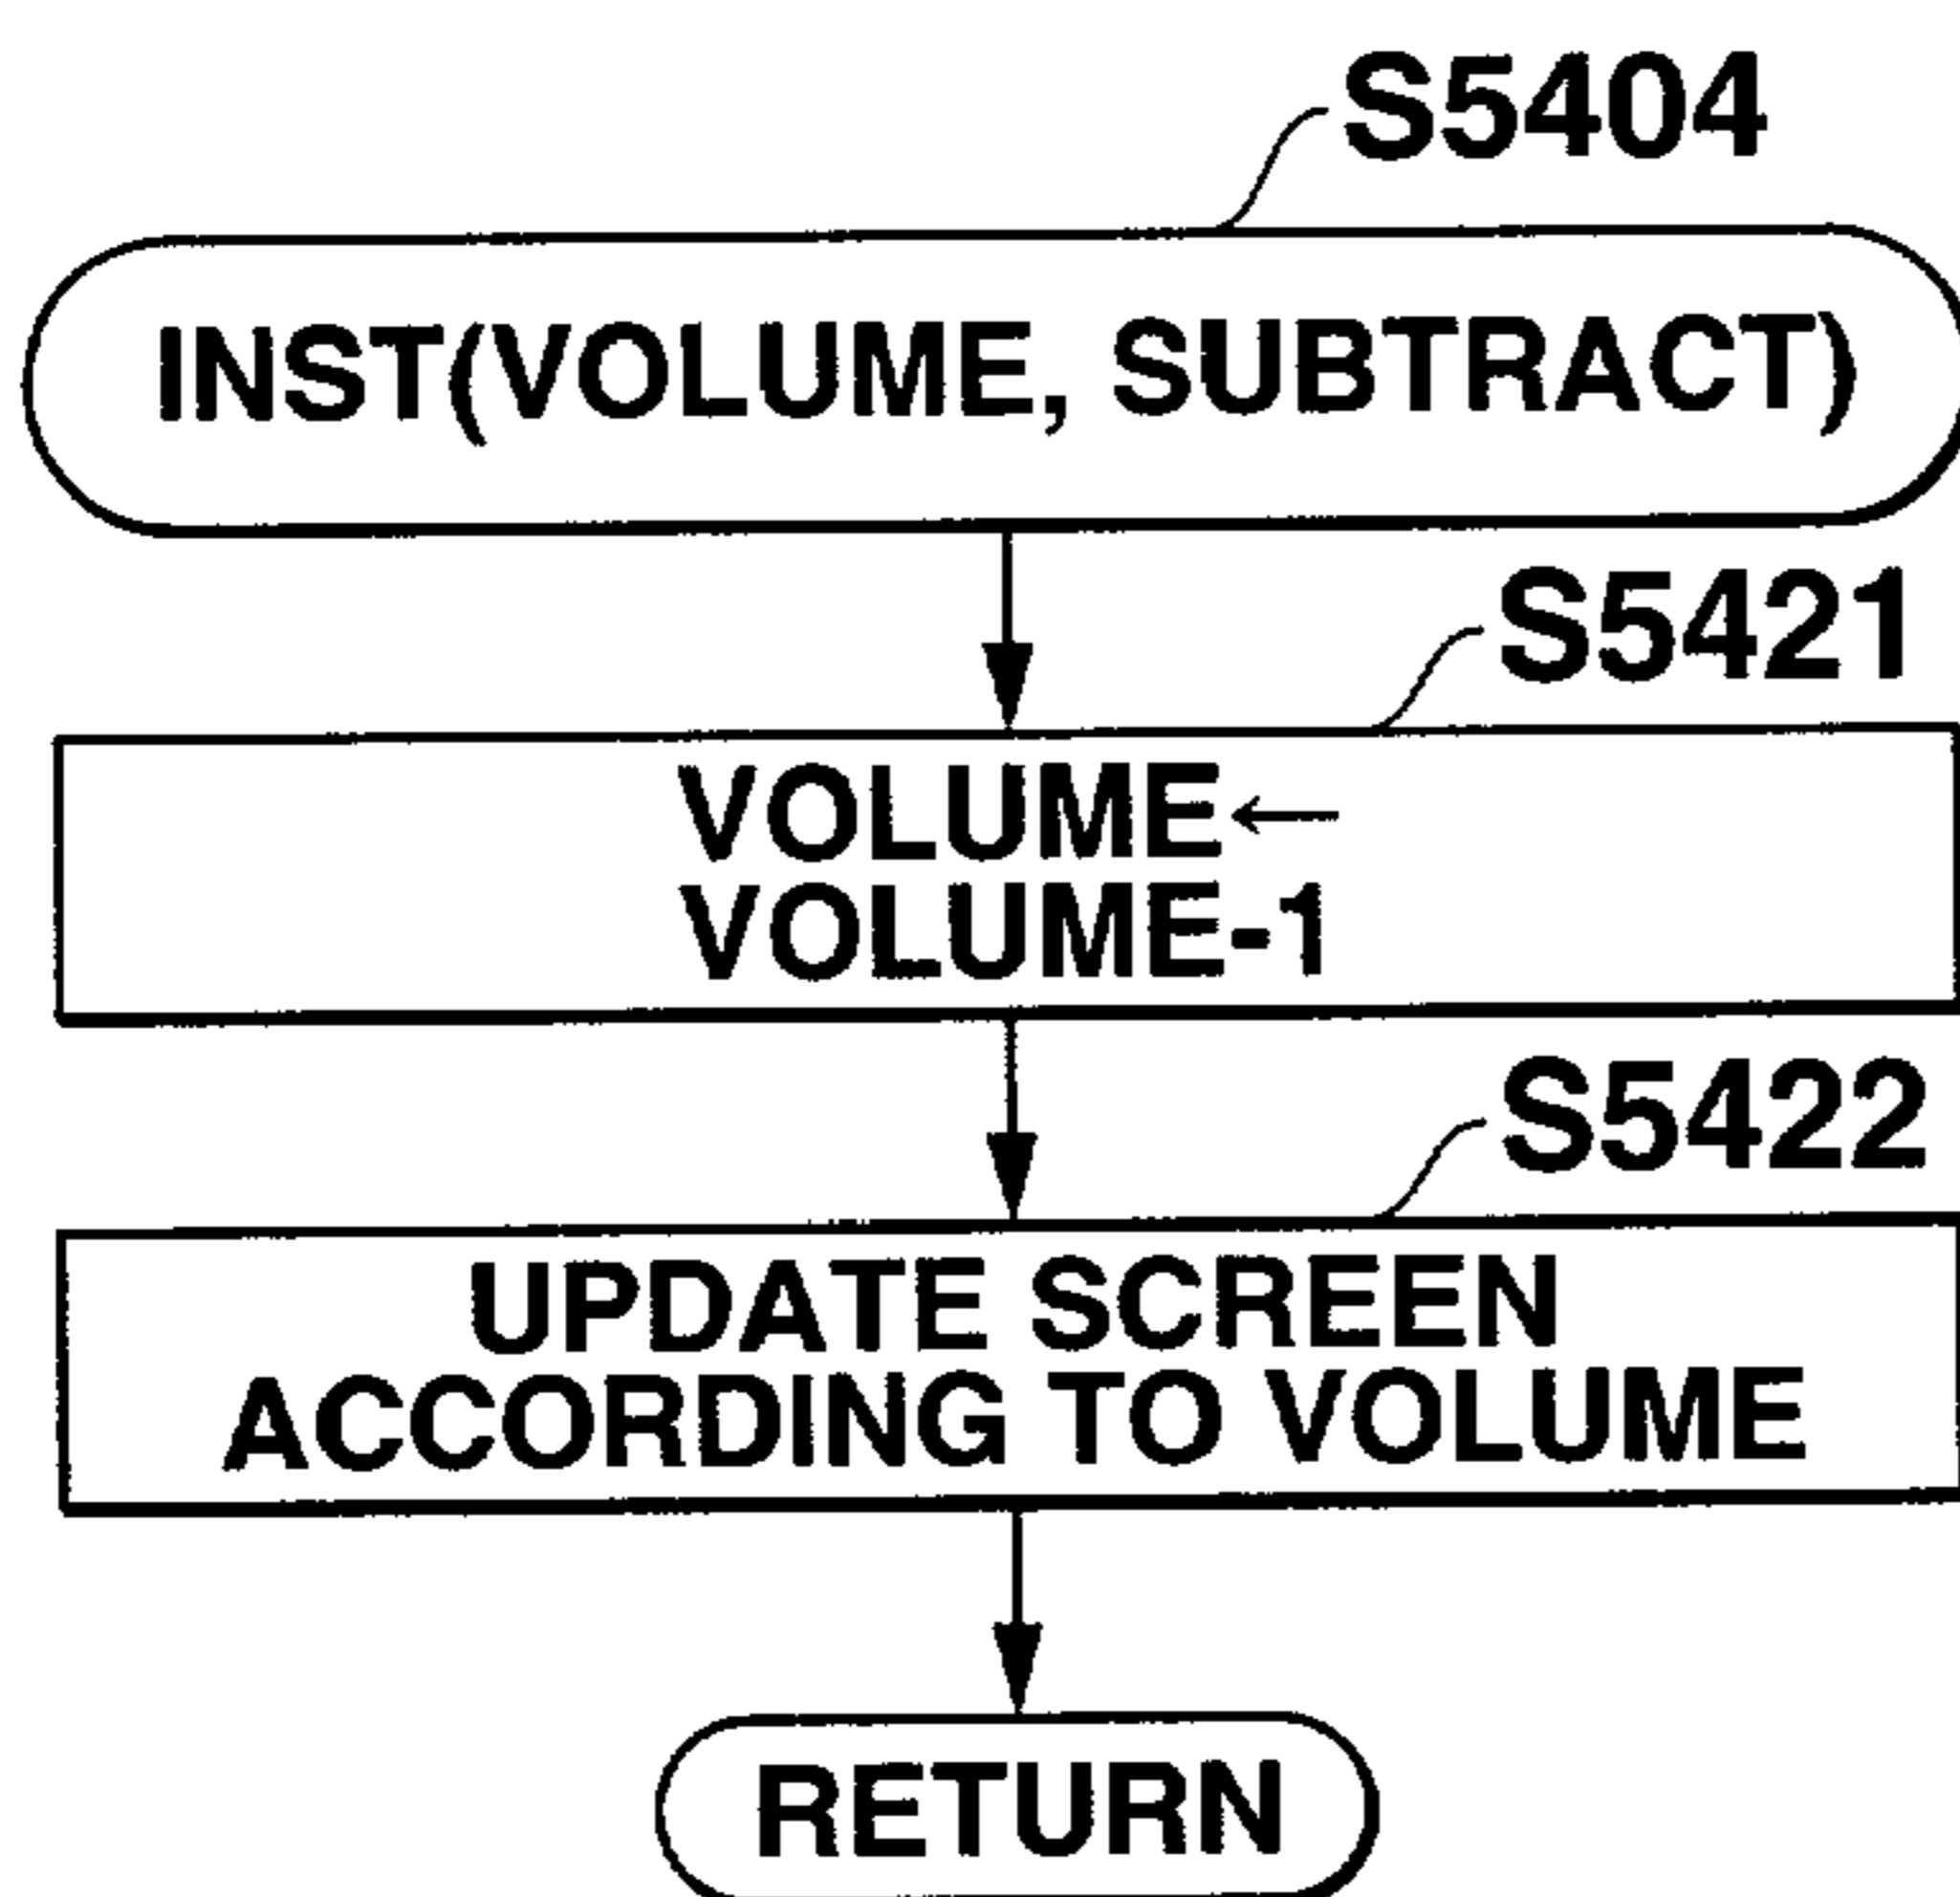 S5404
INST(VOLUME, SUBTRACT)
S5421
VOLUME←
VOLUME-1
S5422
UPDATE SCREEN
ACCORDING TO VOLUME
RETURN